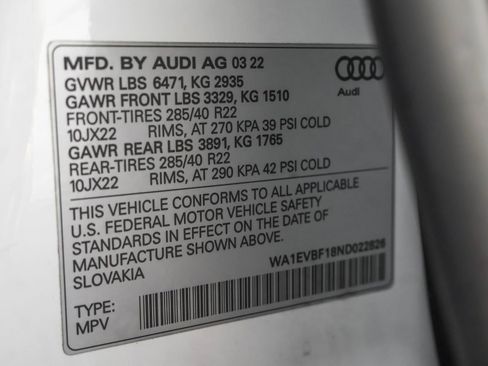 MFD. BY AUDI AG 03 22
GVWR LBS 6471, KG 2935
GAWR FRONT LBS 3329, KG 1510
FRONT-TIRES 285/40 R22
10JX22 RIMS, AT 270 KPA 39 PSI COLD
GAWR REAR LBS 3891, KG 1765
REAR-TIRES 285/40 R22
10JX22 RIMS, AT 290 KPA 42 PSI COLD
Audi
THIS VEHICLE CONFORMS TO ALL APPLICABLE
U.S. FEDERAL MOTOR VEHICLE SAFETY
STANDARDS IN EFFECT ON THE DATE OF
MANUFACTURE SHOWN ABOVE.
SLOVAKIA
WA1EVBF18ND022826
TYPE:
MPV